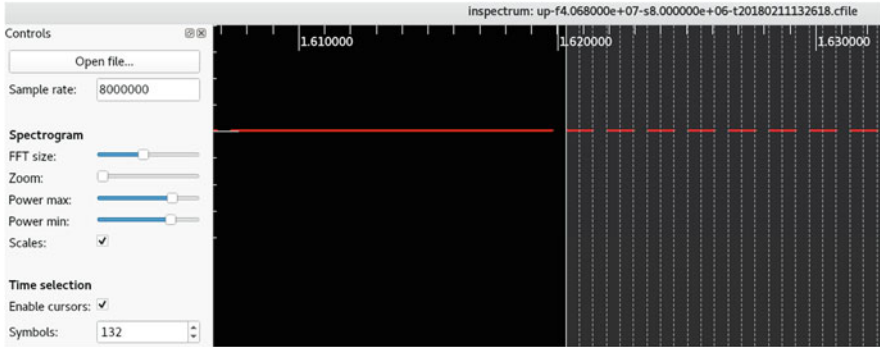 inspectrum: up-f4.068000e+07-s8.000000e+06-t20180211132618.cfile
Controls
Open file...
Sample rate: 8000000
Spectrogram
FFT size:
Zoom:
Power max:
Power min:
Scales:
Time selection
Enable cursors:
Symbols: 132
1.610000 1.620000 1.630000